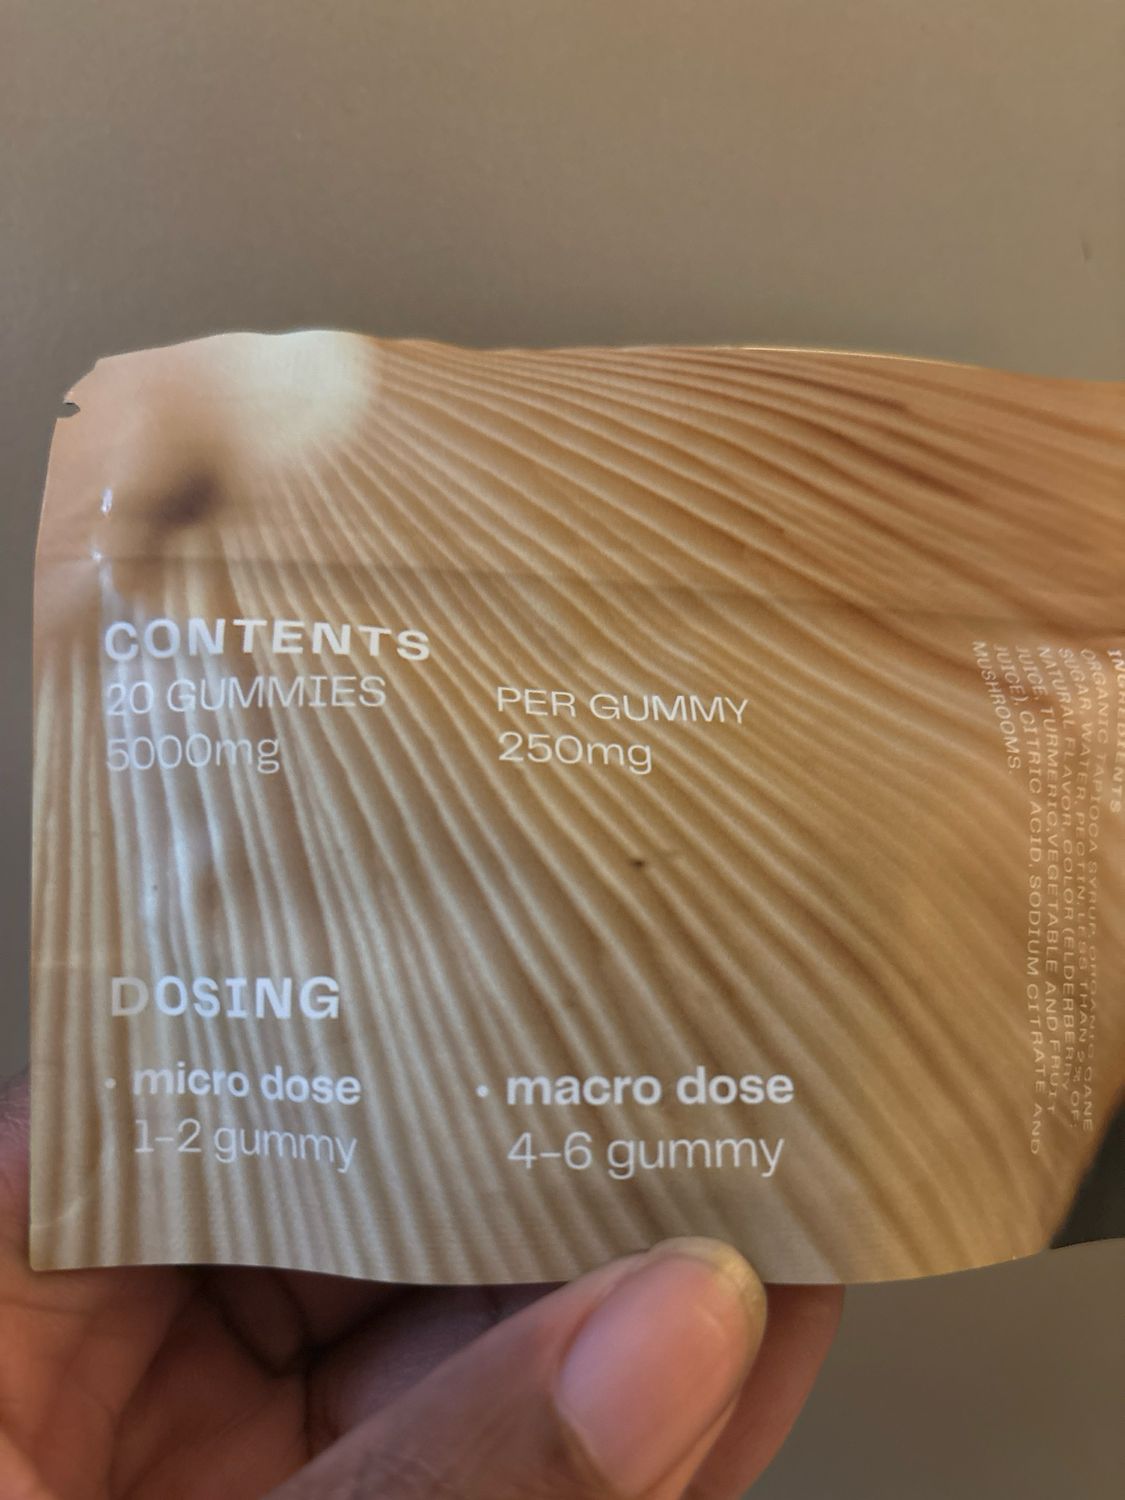 CONTENTS
20 GUMMIES
5000mg
PER GUMMY
250mg
DOSING
• micro dose
1-2 gummy
• macro dose
4-6 gummy
INGREDIENTS
ORGANIC TAPIOCA SYRUP, ORGANIC CANE
SUGAR, WATER, PECTIN, LESS THAN 2% OF:
NATURAL FLAVOR, COLOR (ELDERBERRY
JUICE, TURMERIC, VEGETABLE AND FRUIT
JUICE), CITRIC ACID, SODIUM CITRATE AND
MUSHROOMS.